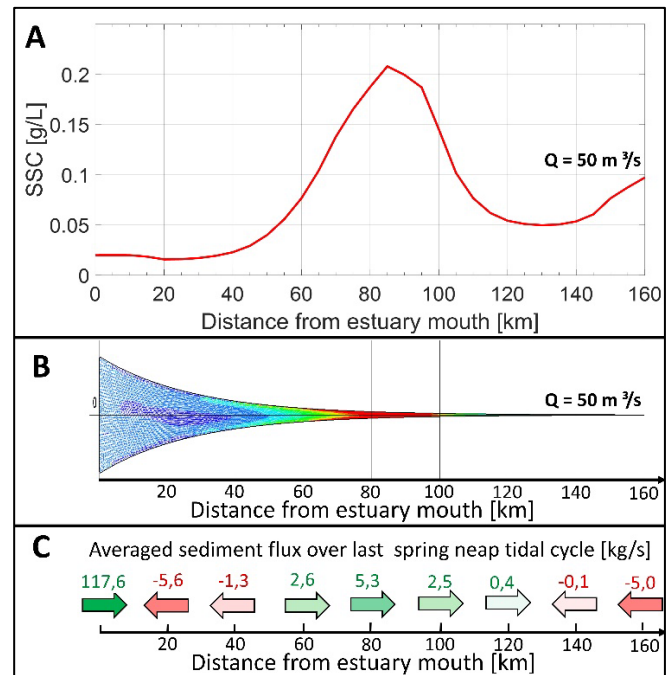 A
SSC [g/L]
0.2
0.15
0.1
0.05
0
Q = 50 m³/s
0 20 40 60 80 100 120 140 160
Distance from estuary mouth [km]
B
0
Q = 50 m³/s
20 40 60 80 100 120 140 160
Distance from estuary mouth [km]
C
Averaged sediment flux over last spring neap tidal cycle [kg/s]
117,6 -5,6 -1,3 2,6 5,3 2,5 0,4 -0,1 -5,0
20 40 60 80 100 120 140 160
Distance from estuary mouth [km]